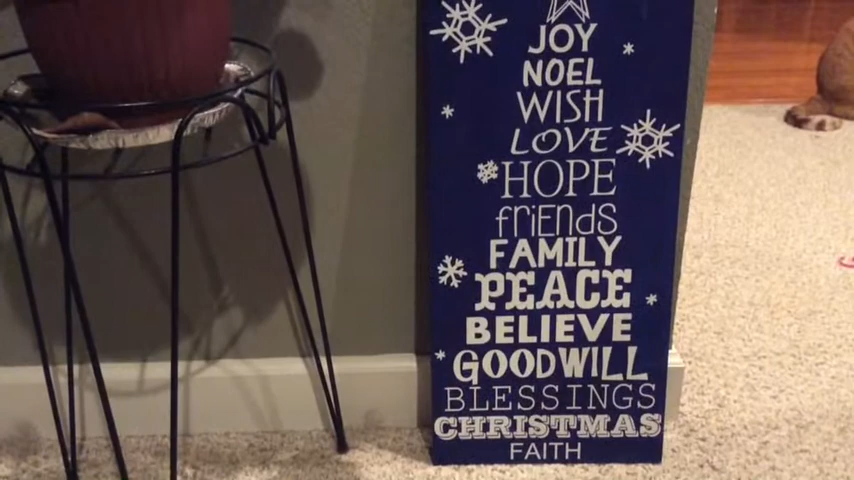 JOY
NOEL
WISH
LOVE
HOPE
friENdS
FAMILY
PEACE
BELIEVE
GOODWILL
BLESSINGS
CHRISTMAS
FAITH